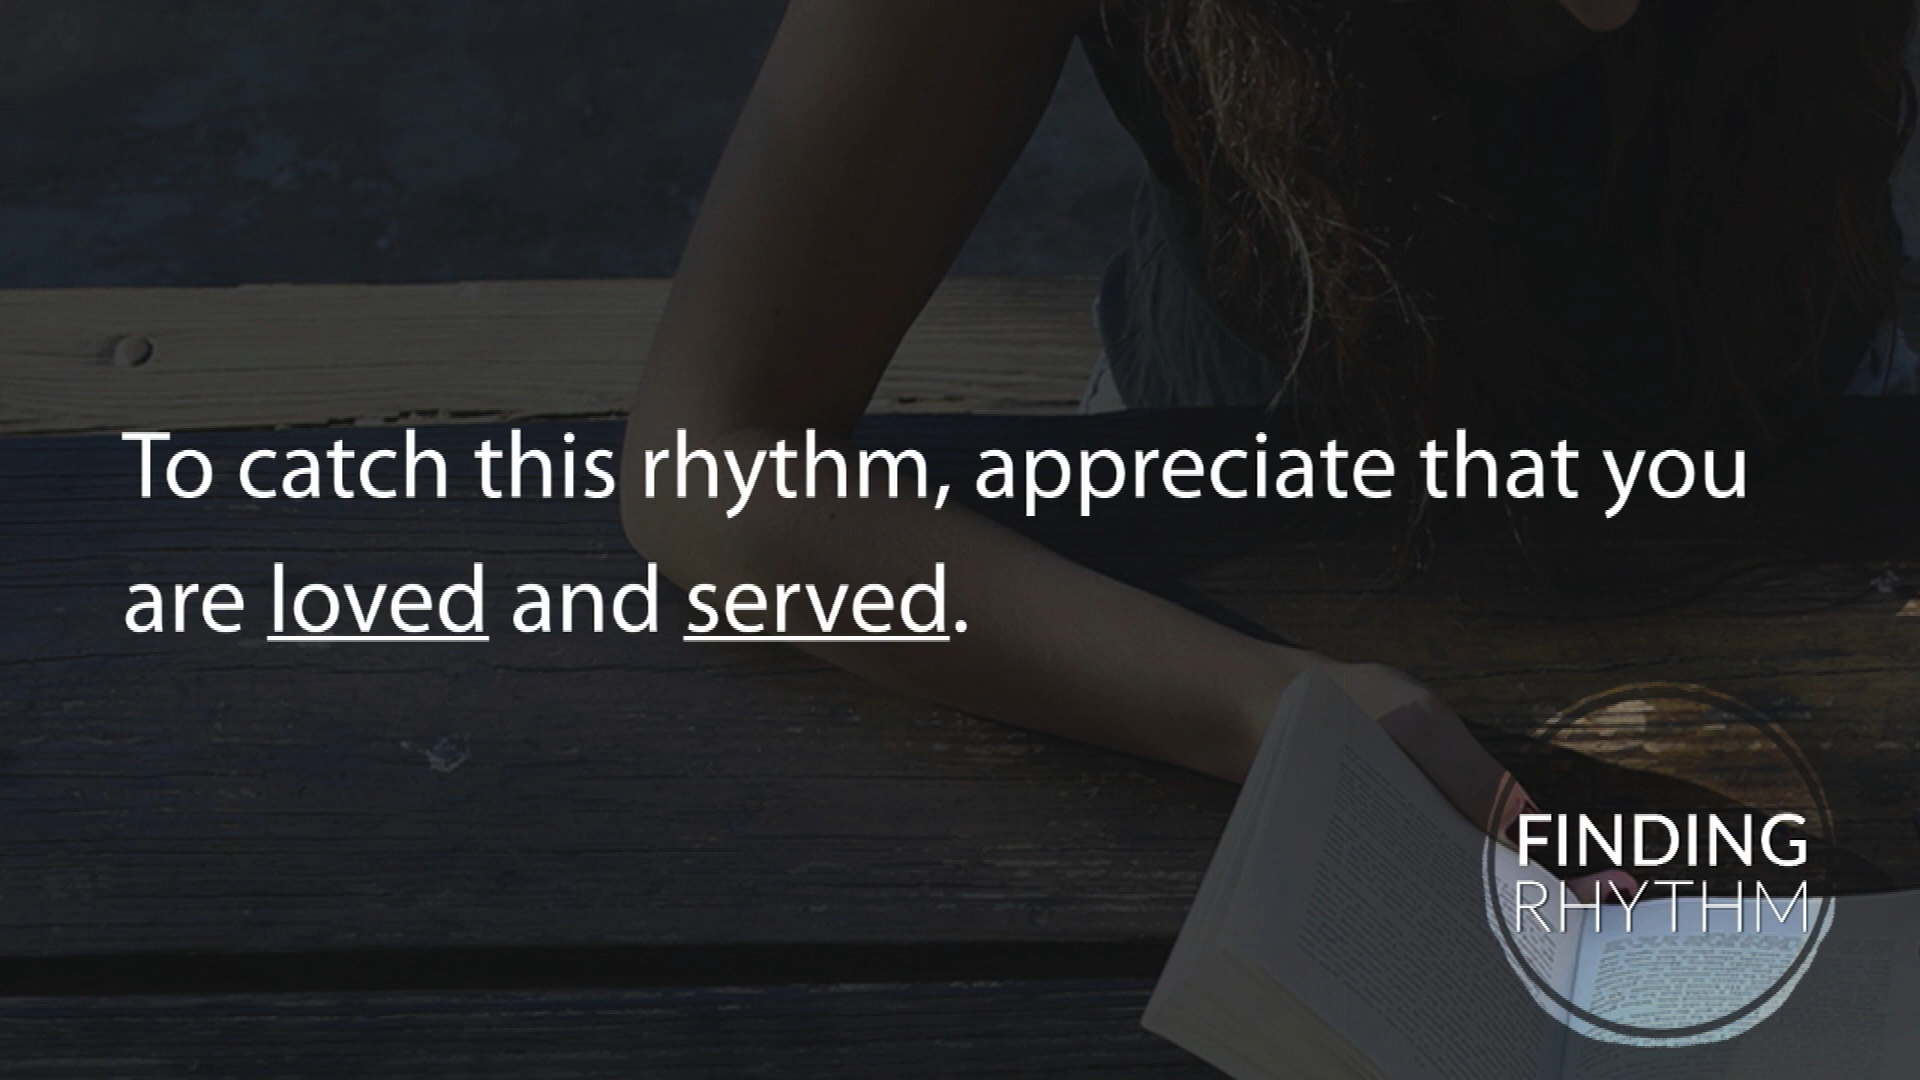 To catch this rhythm, appreciate that you
are loved and served.
FINDING
RHYTHM